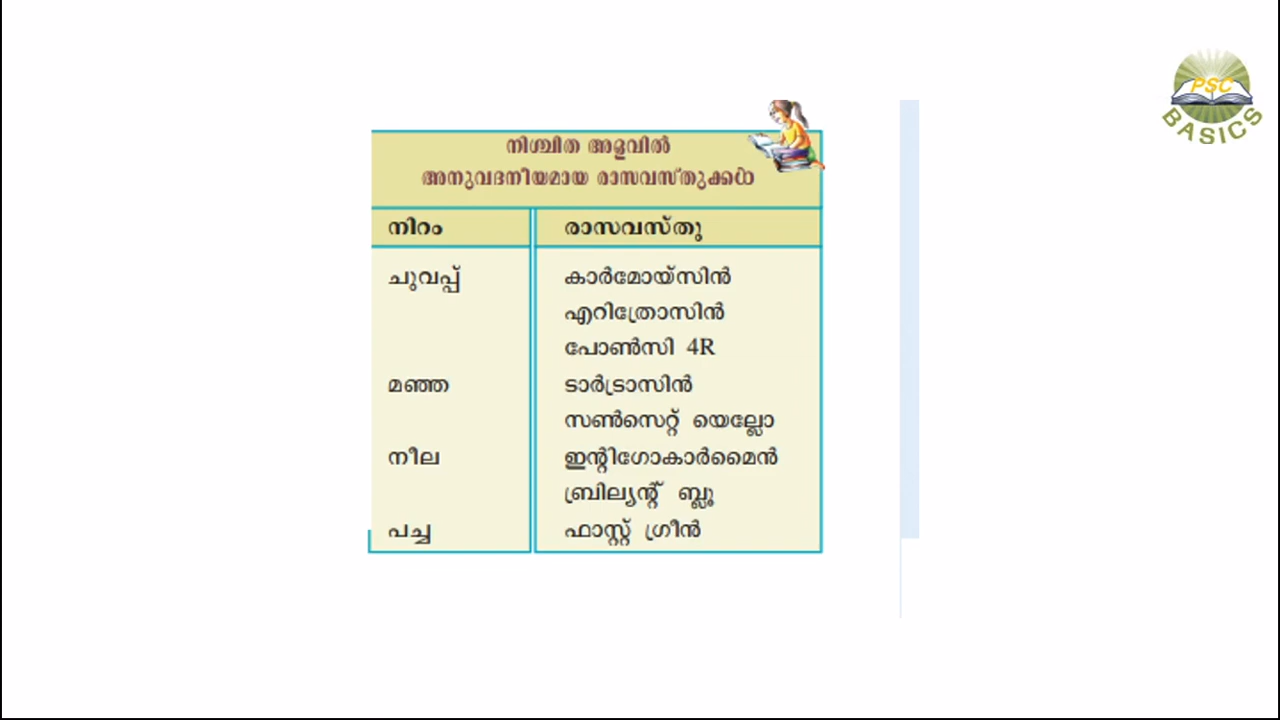 PSC
BASICS
നിശ്ചിത അളവിൽ
അനുവദനീയമായ രാസവസ്തുക്കൾ
നിറം രാസവസ്തു
ചുവപ്പ് കാർമോയ്സിൻ
എറിത്രോസിൻ
പോൺസി 4R
മഞ്ഞ ടാർട്രാസിൻ
സൺസെറ്റ് യെല്ലോ
നീല ഇന്റിഗോകാർമൈൻ
ബ്രില്യന്റ് ബ്ലൂ
പച്ച ഫാസ്റ്റ് ഗ്രീൻ